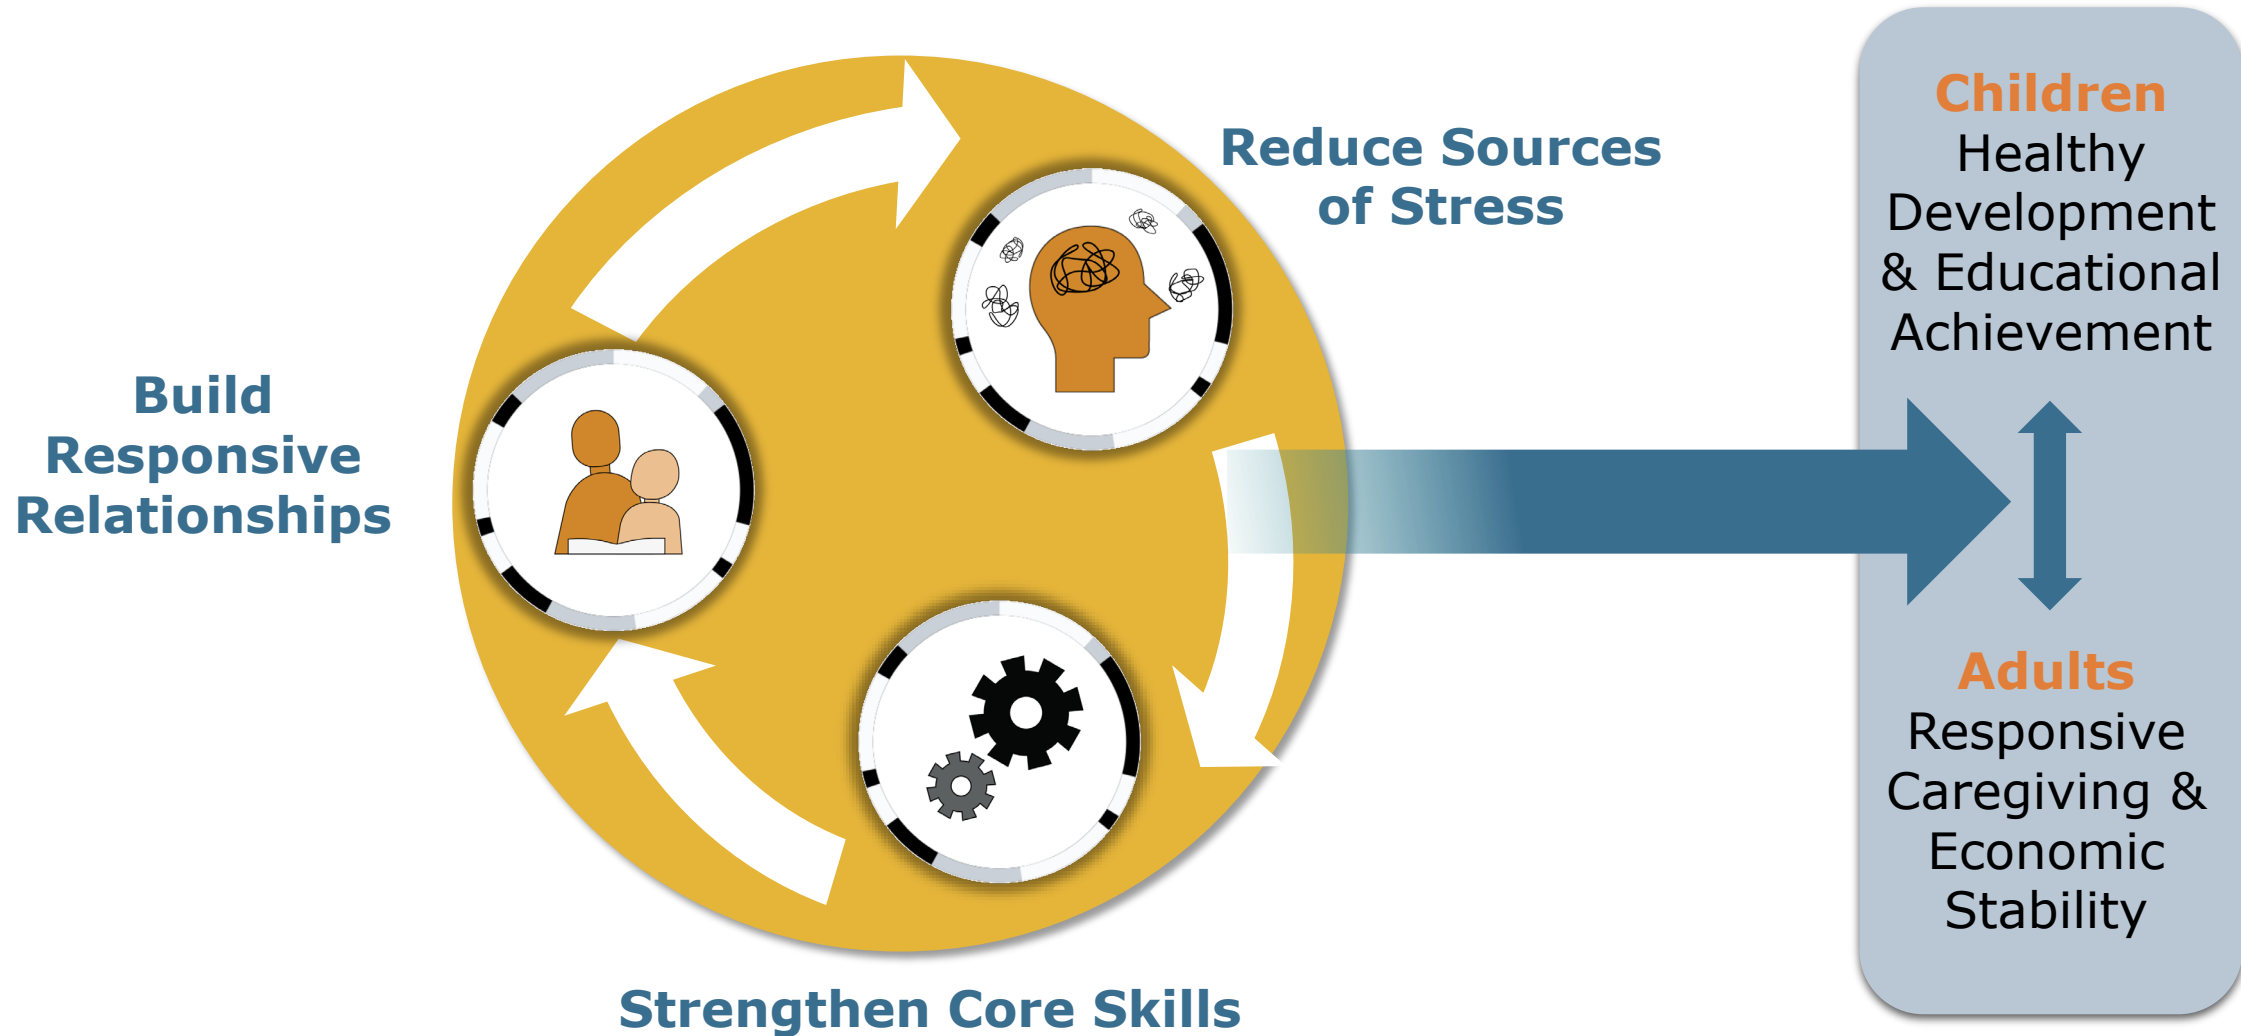 Build
Responsive
Relationships
Reduce Sources
of Stress
Strengthen Core Skills
Children
Healthy
Development
& Educational
Achievement
Adults
Responsive
Caregiving &
Economic
Stability